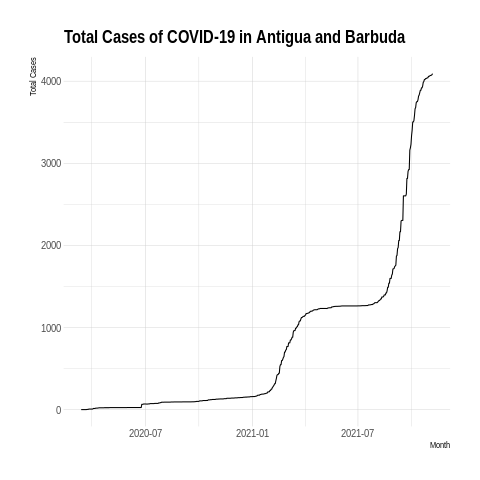 Total Cases of COVID-19 in Antigua and Barbuda
Total Cases
4000
3000
2000
1000
0
2020-07 2021-01 2021-07
Month